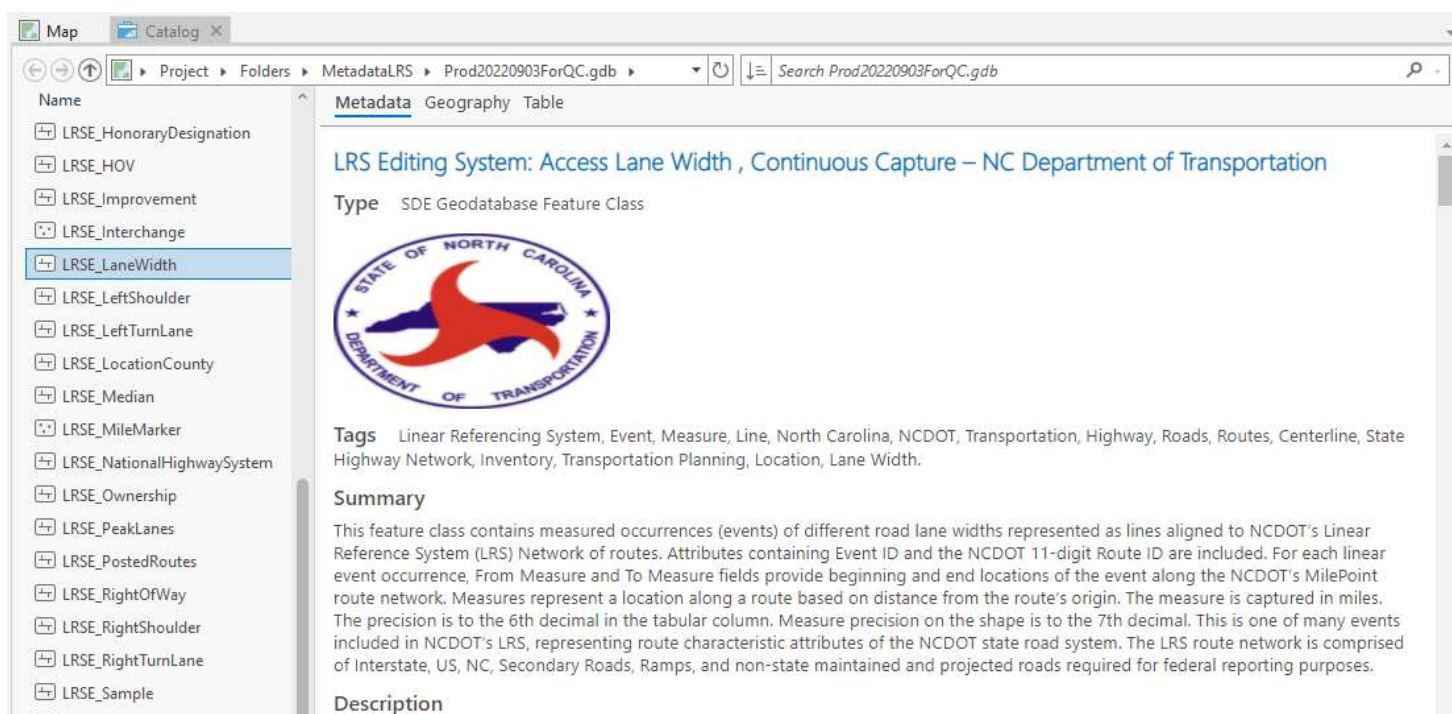 Map
Catalog
Project Folders MetadataLRS Prod20220903ForQC.gdb
Search Prod20220903ForQC.gdb
Name
LRSE_HonoraryDesignation
LRSE_HOV
LRSE_Improvement
LRSE_Interchange
LRSE_LaneWidth
LRSE_LeftShoulder
LRSE_LeftTurnLane
LRSE_LocationCounty
LRSE_Median
LRSE_MileMarker
LRSE_NationalHighwaySystem
LRSE_Ownership
LRSE_PeakLanes
LRSE_PostedRoutes
LRSE_RightOfWay
LRSE_RightShoulder
LRSE_RightTurnLane
LRSE_Sample
Metadata Geography Table
LRS Editing System: Access Lane Width , Continuous Capture – NC Department of Transportation
Type SDE Geodatabase Feature Class
STATE OF NORTH CAROLINA
DEPARTMENT OF TRANSPORTATION
Tags Linear Referencing System, Event, Measure, Line, North Carolina, NCDOT, Transportation, Highway, Roads, Routes, Centerline, State
Highway Network, Inventory, Transportation Planning, Location, Lane Width.
Summary
This feature class contains measured occurrences (events) of different road lane widths represented as lines aligned to NCDOT's Linear
Reference System (LRS) Network of routes. Attributes containing Event ID and the NCDOT 11-digit Route ID are included. For each linear
event occurrence, From Measure and To Measure fields provide beginning and end locations of the event along the NCDOT's MilePoint
route network. Measures represent a location along a route based on distance from the route's origin. The measure is captured in miles.
The precision is to the 6th decimal in the tabular column. Measure precision on the shape is to the 7th decimal. This is one of many events
included in NCDOT's LRS, representing route characteristic attributes of the NCDOT state road system. The LRS route network is comprised
of Interstate, US, NC, Secondary Roads, Ramps, and non-state maintained and projected roads required for federal reporting purposes.
Description